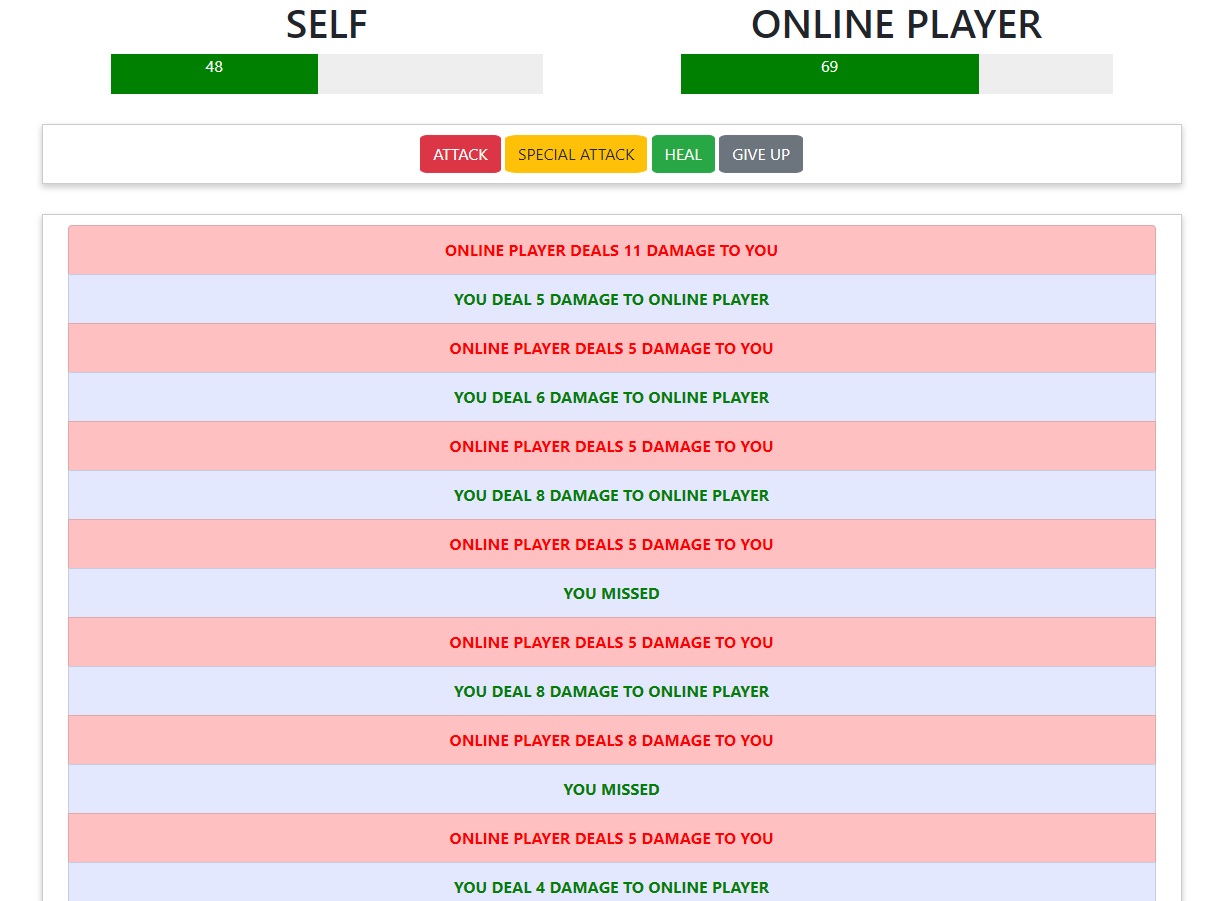 SELF
ONLINE PLAYER
48
69
ATTACK
SPECIAL ATTACK
HEAL
GIVE UP
ONLINE PLAYER DEALS 11 DAMAGE TO YOU
YOU DEAL 5 DAMAGE TO ONLINE PLAYER
ONLINE PLAYER DEALS 5 DAMAGE TO YOU
YOU DEAL 6 DAMAGE TO ONLINE PLAYER
ONLINE PLAYER DEALS 5 DAMAGE TO YOU
YOU DEAL 8 DAMAGE TO ONLINE PLAYER
ONLINE PLAYER DEALS 5 DAMAGE TO YOU
YOU MISSED
ONLINE PLAYER DEALS 5 DAMAGE TO YOU
YOU DEAL 8 DAMAGE TO ONLINE PLAYER
ONLINE PLAYER DEALS 8 DAMAGE TO YOU
YOU MISSED
ONLINE PLAYER DEALS 5 DAMAGE TO YOU
YOU DEAL 4 DAMAGE TO ONLINE PLAYER